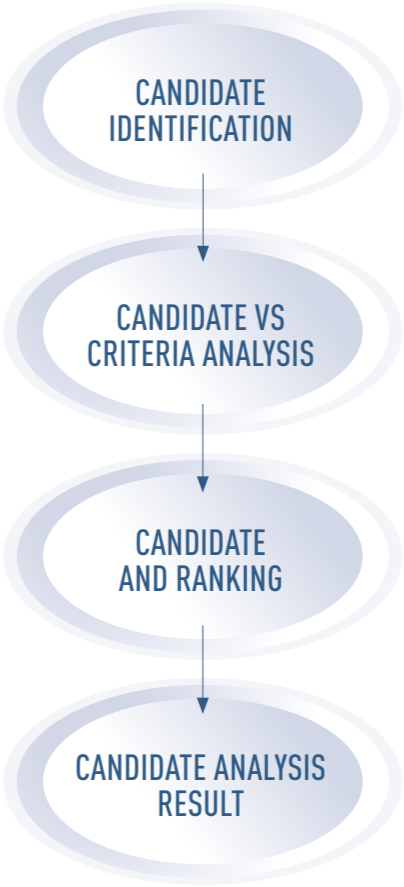 CANDIDATE
IDENTIFICATION
CANDIDATE VS
CRITERIA ANALYSIS
CANDIDATE
AND RANKING
CANDIDATE ANALYSIS
RESULT